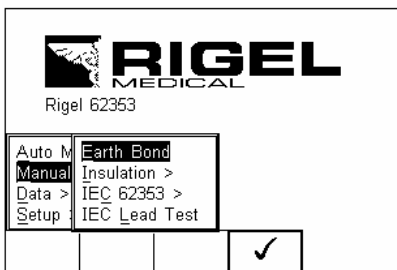 RIGEL
MEDICAL
Rigel 62353
Auto M
Manual
Data >
Setup
Earth Bond
Insulation >
IEC 62353 >
IEC Lead Test